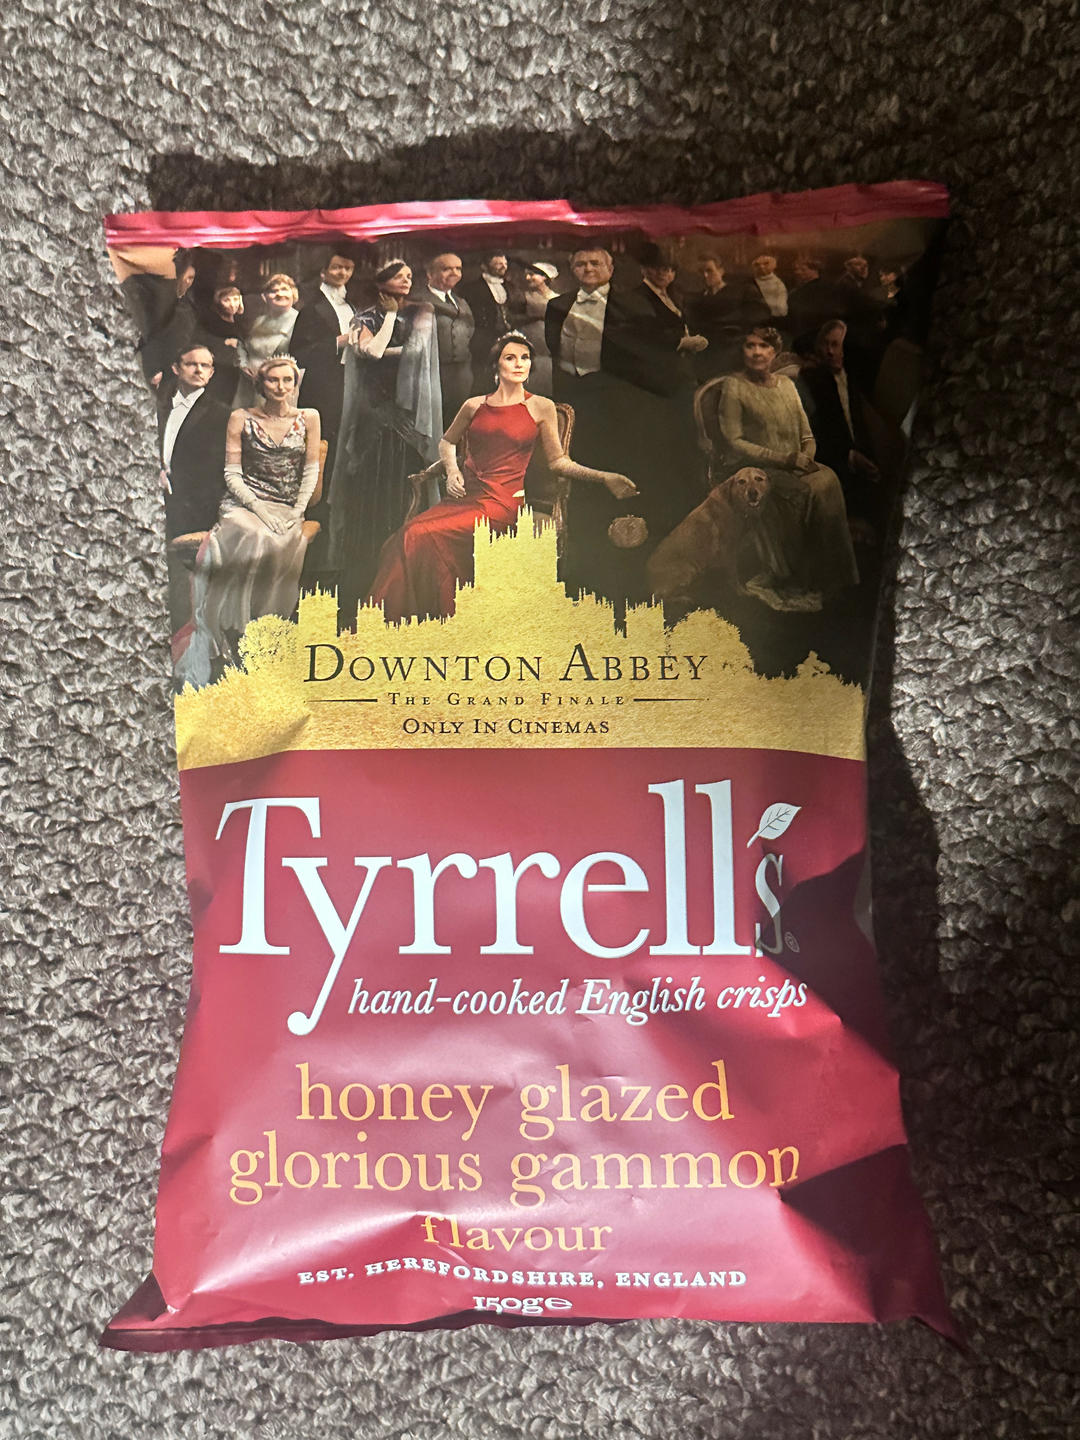 DOWNTON ABBEY
THE GRAND FINALE
ONLY IN CINEMAS
Tyrrell's®
hand-cooked English crisps
honey glazed
glorious gammon
flavour
EST. HEREFORDSHIRE, ENGLAND
150g℮